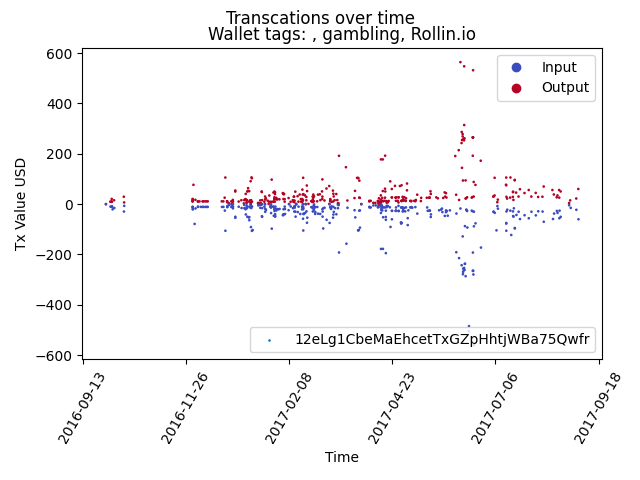 Transcations over time
Wallet tags: , gambling, Rollin.io
600
400
200
0
−200
−400
−600
Tx Value USD
Input
Output
12eLg1CbeMaEhcetTxGZpHhtjWBa75Qwfr
2016-09-13
2016-11-26
2017-02-08
2017-04-23
2017-07-06
2017-09-18
Time